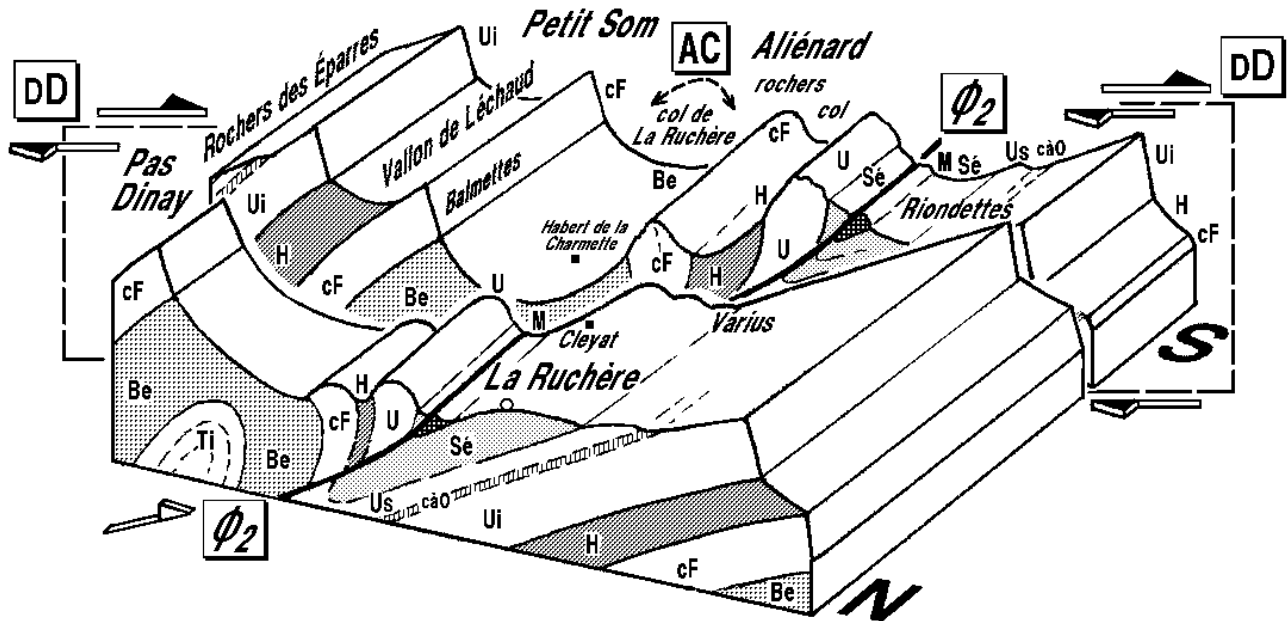 Petit Som
AC
Aliénard
rochers
col
DD
DD
ϕ2
Rochers des Éparres
Ui
Vallon de Léchaud
cF
col de
La Ruchère
cF
Pas
Dinay
Ui
Balmettes
Be
U
Sé
M
Sé
Us
cào
Ui
Riondettes
H
H
cF
Habert de la
Charmette
H
U
cF
cF
cF
Be
U
H
M
Cleyat
Varius
S
La Ruchère
Be
H
cF
U
Ti
Be
Sé
ϕ2
Us
cào
Ui
H
cF
Be
N